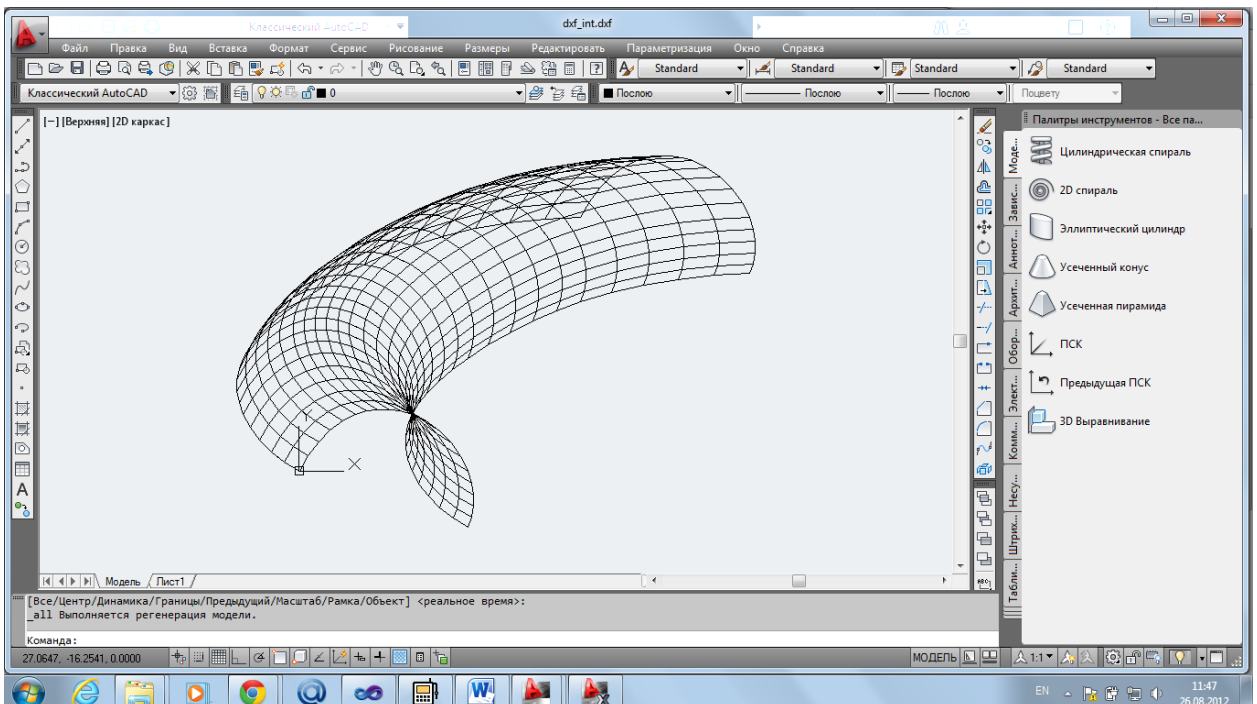 Классический AutoCAD
dxf_int.dxf
Файл Правка Вид Вставка Формат Сервис Рисование Размеры Редактировать Параметризация Окно Справка
Standard Standard Standard Standard
Классический AutoCAD 0 Послою Послою Послою Поцвету
[−] [Верхняя] [2D каркас]
Y
X
Палитры инструментов - Все па...
Цилиндрическая спираль
2D спираль
Эллиптический цилиндр
Усеченный конус
Усеченная пирамида
ПСК
Предыдущая ПСК
3D Выравнивание
Моде...
Завис...
Аннот...
Архит...
Обор...
Элект...
Комм...
Несу...
Штрих...
Табли...
Модель Лист1
[Все/Центр/Динамика/Границы/Предыдущий/Масштаб/Рамка/Объект] <реальное время>:
_all Выполняется регенерация модели.
Команда:
27.0647, -16.2541, 0.0000 МОДЕЛЬ 1:1
EN 11:47
26.08.2012